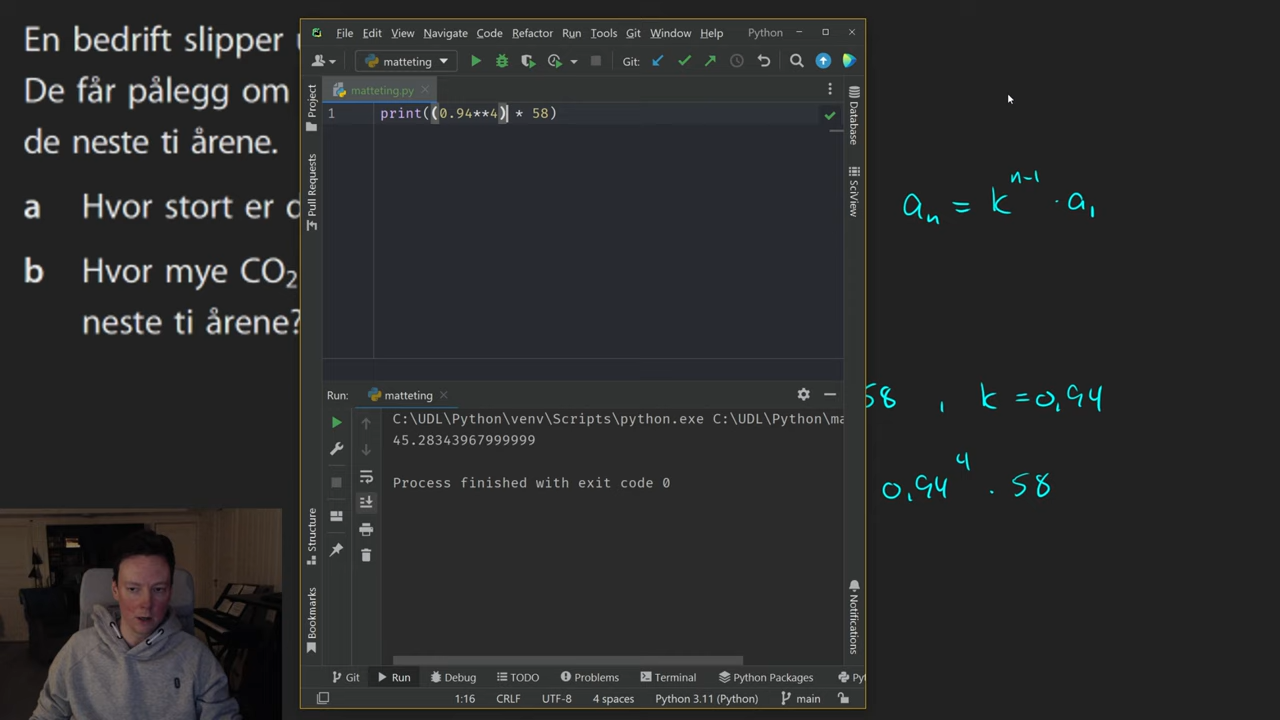 En bedrift slipper
De får pålegg om
de neste ti årene.
a Hvor stort er
b Hvor mye CO₂
neste ti årene?
File Edit View Navigate Code Refactor Run Tools Git Window Help Python
matteting Git:
matteting.py
Project
Pull Requests
Structure
Bookmarks
Database
SciView
Notifications
1 print((0.94**4) * 58)
Run: matteting
C:\UDL\Python\venv\Scripts\python.exe C:\UDL\Python\ma
45.28343967999999
Process finished with exit code 0
Git Run Debug TODO Problems Terminal Python Packages Py
1:16 CRLF UTF-8 4 spaces Python 3.11 (Python) main
aₙ = kⁿ⁻¹ · a₁
58 , k = 0,94
0,94⁴ · 58